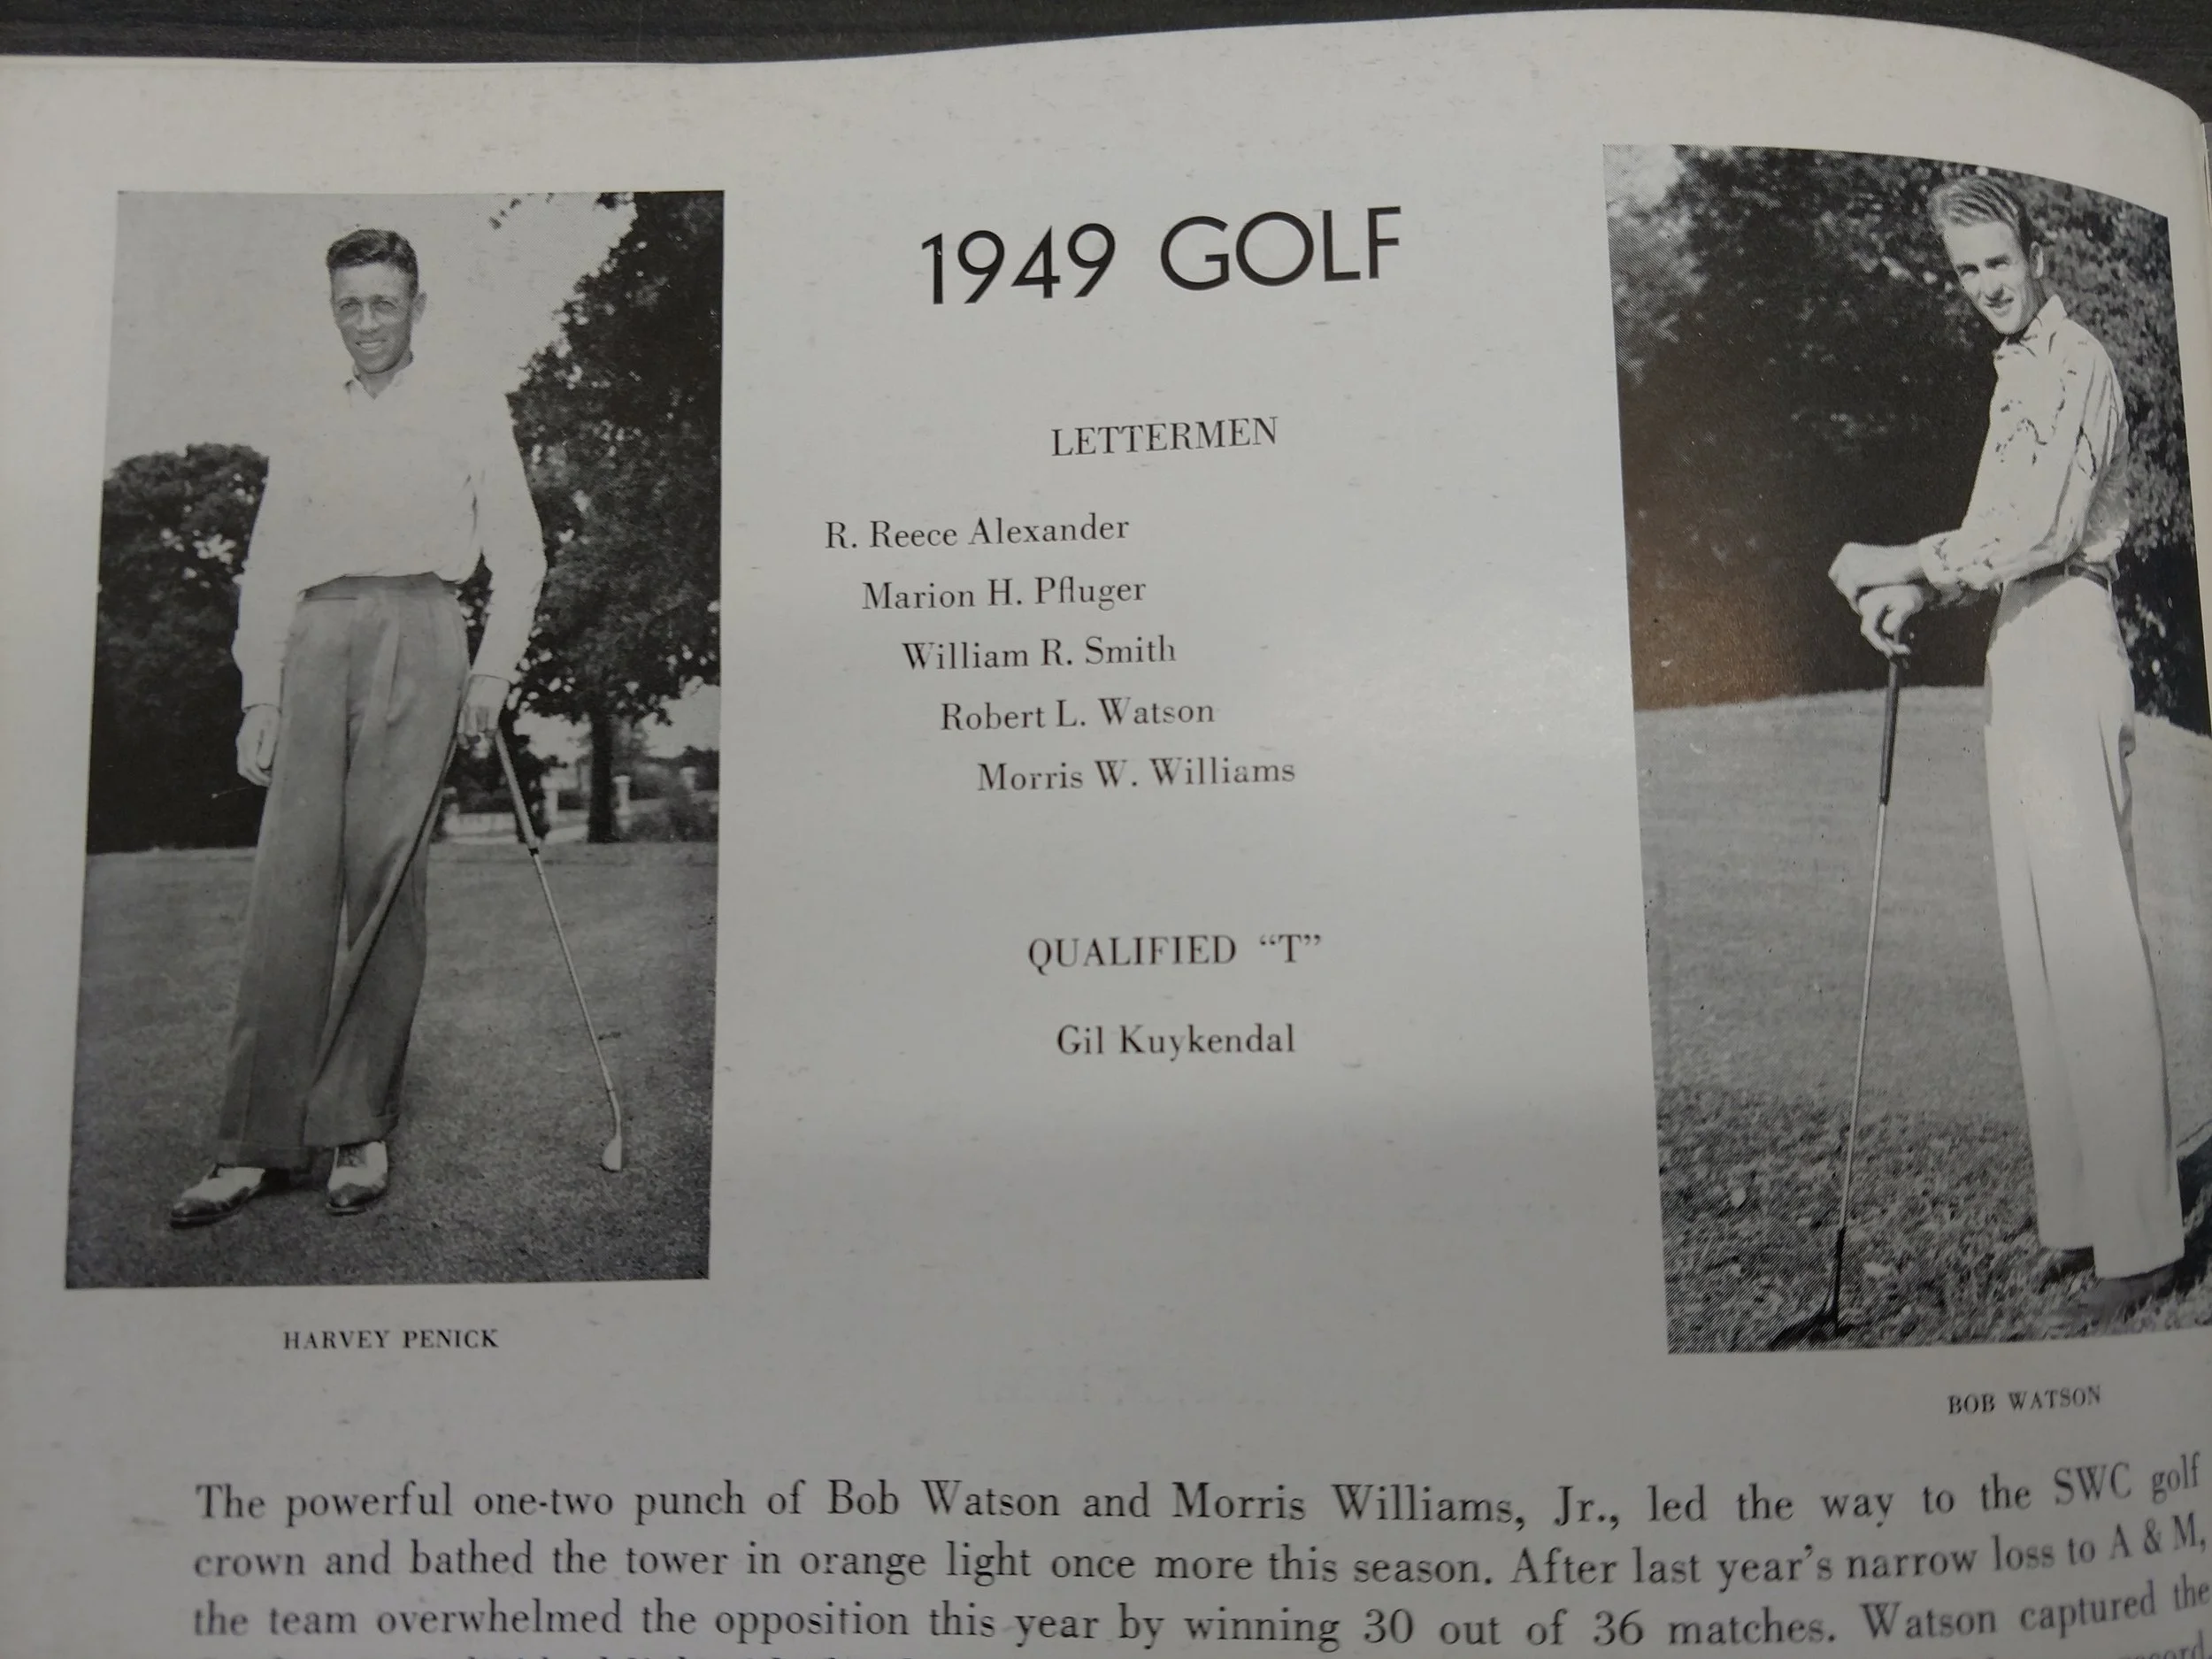 1949 GOLF
LETTERMEN
R. Reece Alexander
Marion H. Pfluger
William R. Smith
Robert L. Watson
Morris W. Williams
QUALIFIED “T”
Gil Kuykendal
HARVEY PENICK
BOB WATSON
The powerful one-two punch of Bob Watson and Morris Williams, Jr., led the way to the SWC golf
crown and bathed the tower in orange light once more this season. After last year’s narrow loss to A & M,
the team overwhelmed the opposition this year by winning 30 out of 36 matches. Watson captured the